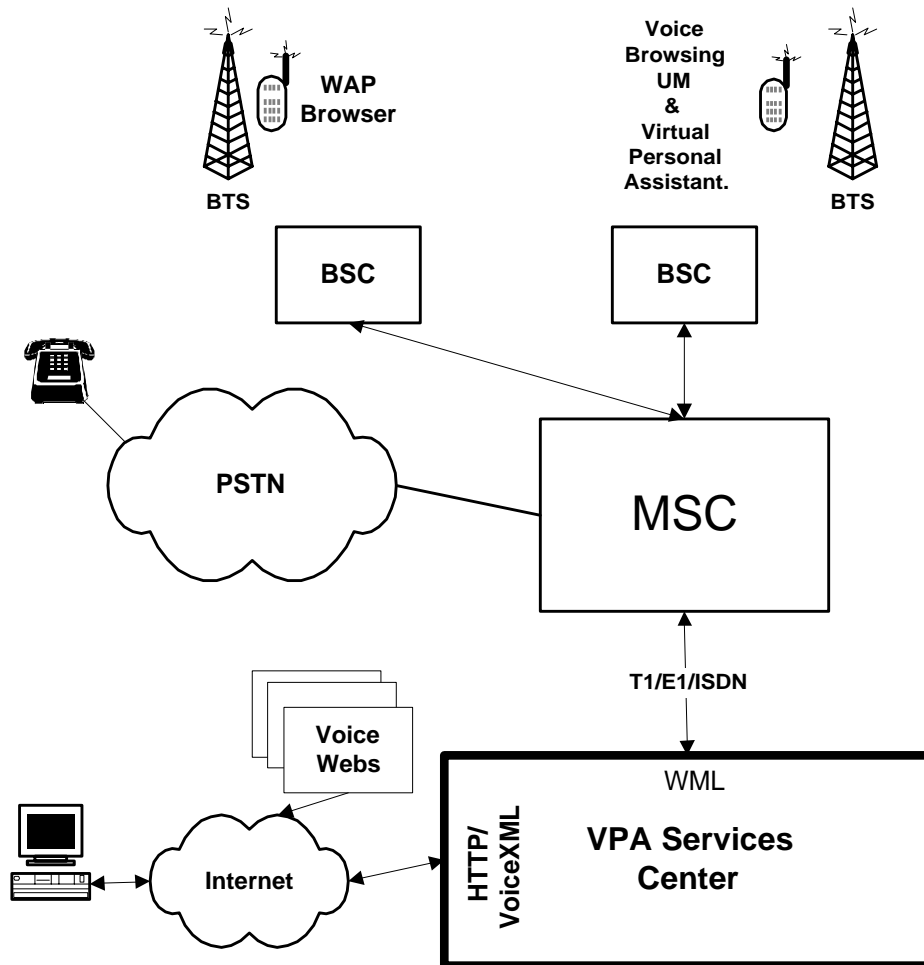 WAP
Browser
BTS
Voice
Browsing
UM
&
Virtual
Personal
Assistant.
BTS
BSC
BSC
PSTN
MSC
T1/E1/ISDN
Voice
Webs
Internet
WML
HTTP/
VoiceXML
VPA Services
Center